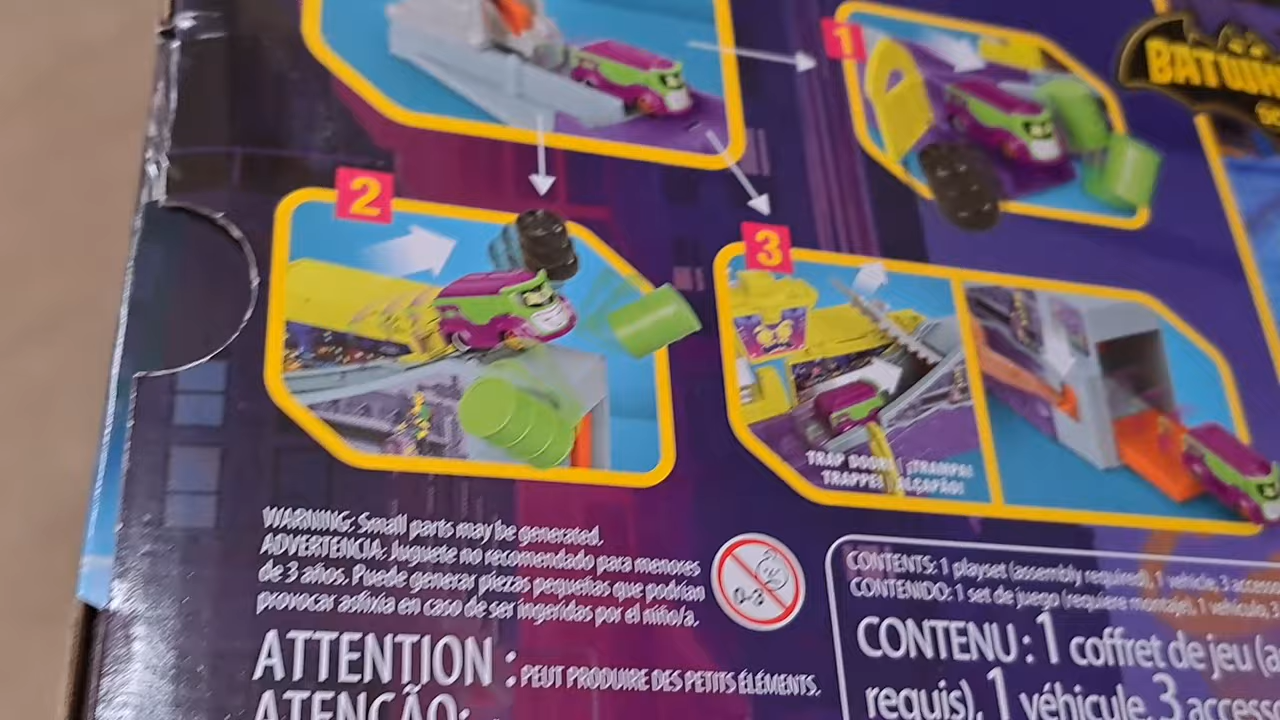 1
BATWH
2
3
TRAP DOOR! ¡TRAMPA!
TRAPPE! ALÇAPÃO!
WARNING: Small parts may be generated.
ADVERTENCIA: Juguete no recomendado para menores
de 3 años. Puede generar piezas pequeñas que podrían
provocar asfixia en caso de ser ingeridas por el niño/a.
0-3
ATTENTION : PEUT PRODUIRE DES PETITS ÉLÉMENTS.
ATENÇÃO:
CONTENTS: 1 playset (assembly required), 1 vehicle, 3 access
CONTENIDO: 1 set de juego (requiere montaje), 1 vehículo, 3
CONTENU : 1 coffret de jeu (a
requis), 1 véhicule, 3 accesso